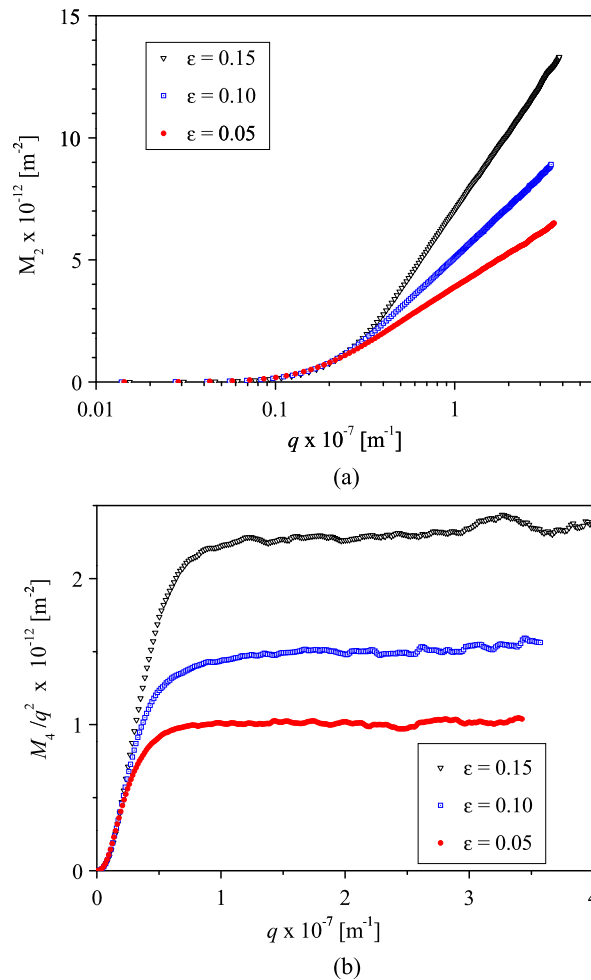 15
ε = 0.15
ε = 0.10
ε = 0.05
10
M₂ x 10⁻¹² [m⁻²]
5
0
0.01 0.1 1
q x 10⁻⁷ [m⁻¹]
(a)
2
M₄/q² x 10⁻¹² [m⁻²]
1
ε = 0.15
ε = 0.10
ε = 0.05
0
0 1 2 3 4
q x 10⁻⁷ [m⁻¹]
(b)